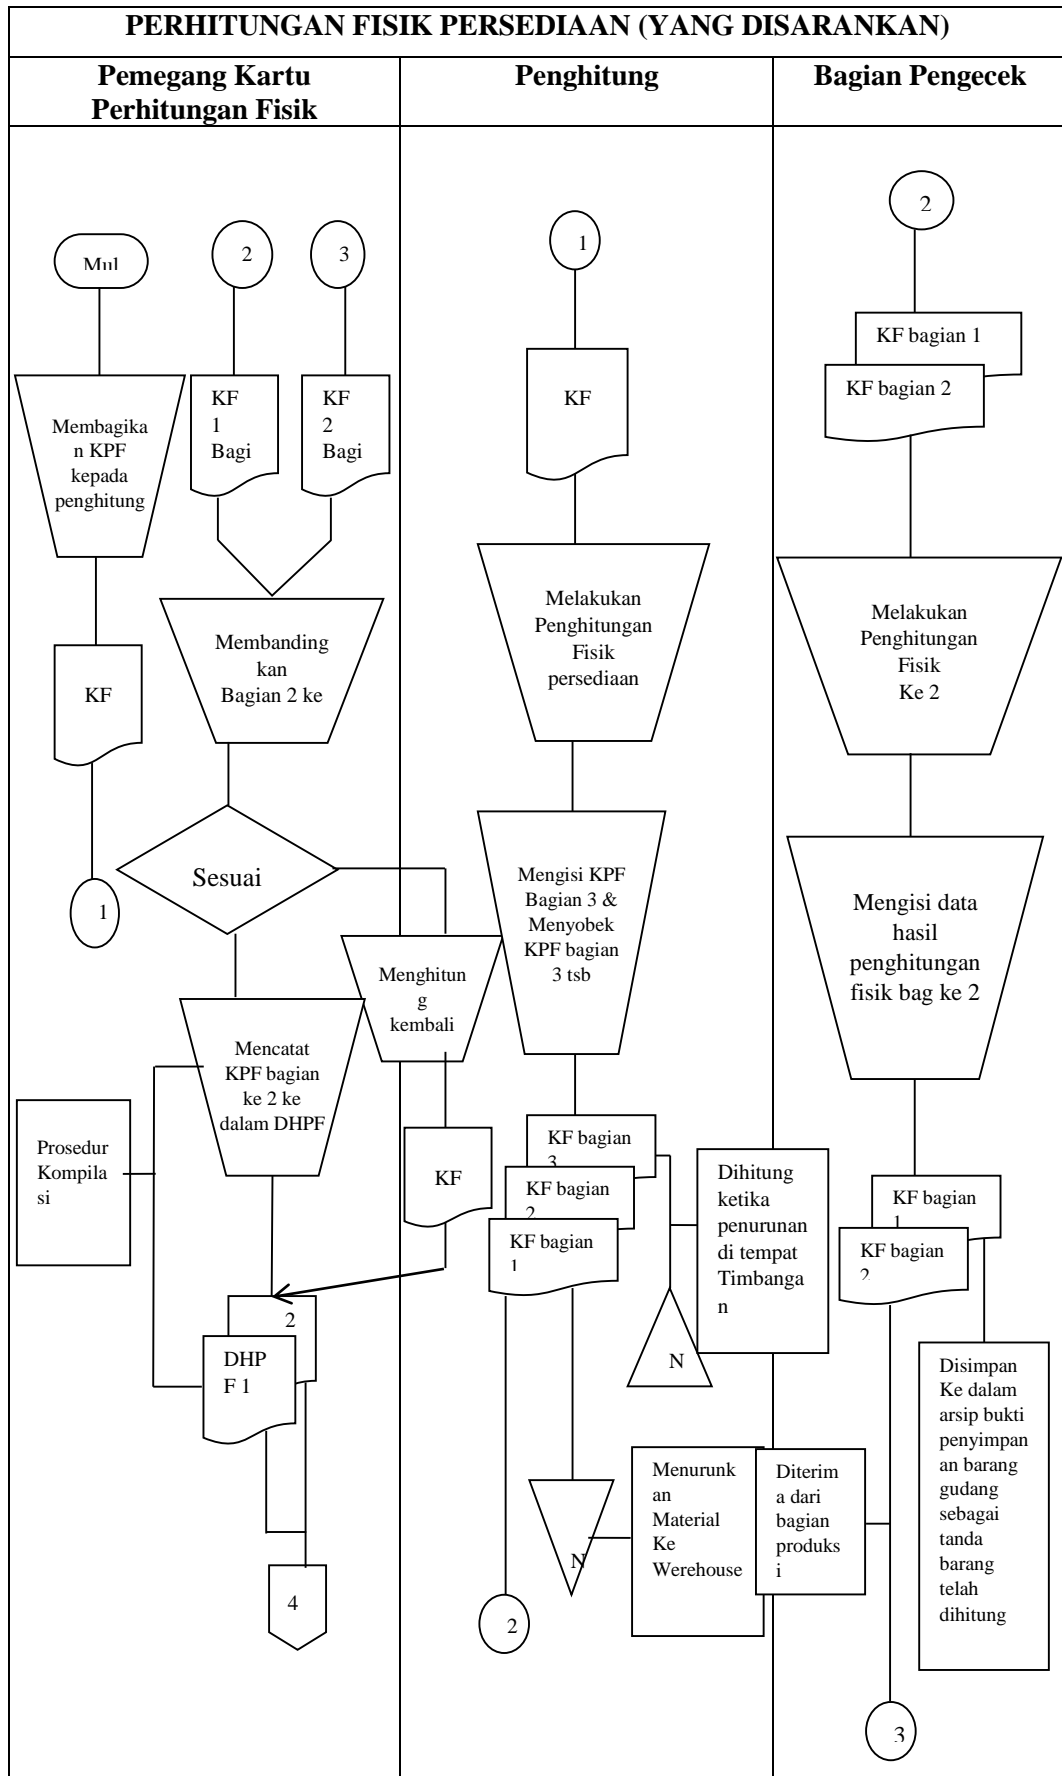 PERHITUNGAN FISIK PERSEDIAAN (YANG DISARANKAN)
Pemegang Kartu
Perhitungan Fisik
Penghitung
Bagian Pengecek
Mul
2
3
KF
1
Bagi
KF
2
Bagi
Membagika
n KPF
kepada
penghitung
KF
1
Membanding
kan
Bagian 2 ke
Sesuai
Menghitun
g
kembali
Mencatat
KPF bagian
ke 2 ke
dalam DHPF
Prosedur
Kompila
si
KF
2
DHP
F 1
4
1
KF
Melakukan
Penghitungan
Fisik
persediaan
Mengisi KPF
Bagian 3 &
Menyobek
KPF bagian
3 tsb
KF bagian
3
KF bagian
2
KF bagian
1
Dihitung
ketika
penurunan
di tempat
Timbanga
n
N
N
Menurunk
an
Material
Ke
Werehouse
2
2
KF bagian 1
KF bagian 2
Melakukan
Penghitungan
Fisik
Ke 2
Mengisi data
hasil
penghitungan
fisik bag ke 2
KF bagian
1
KF bagian
2
Diterim
a dari
bagian
produks
i
Disimpan
Ke dalam
arsip bukti
penyimpan
an barang
gudang
sebagai
tanda
barang
telah
dihitung
3